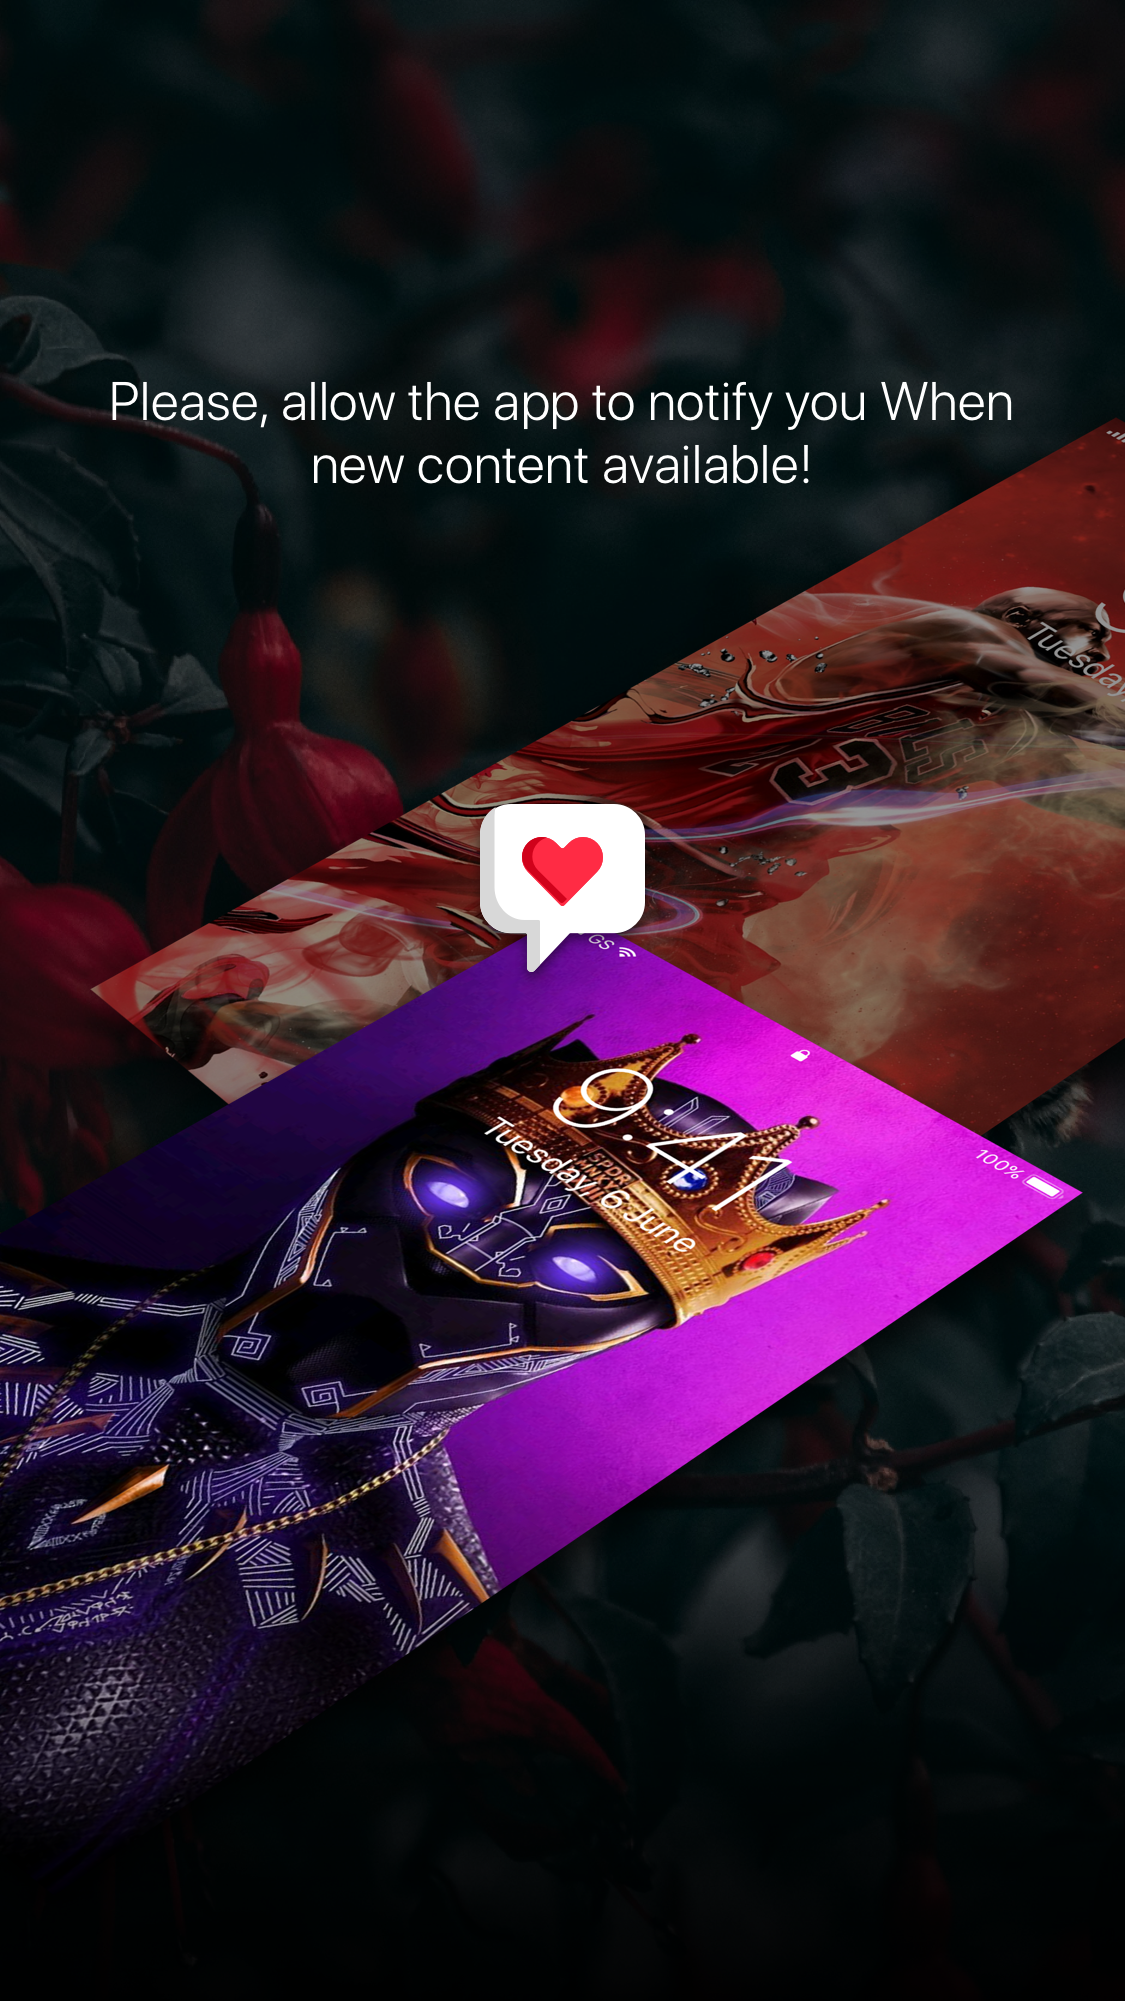 Please, allow the app to notify you When
new content available!
Tuesday
GS
100%
9:41
Tuesday, 6 June